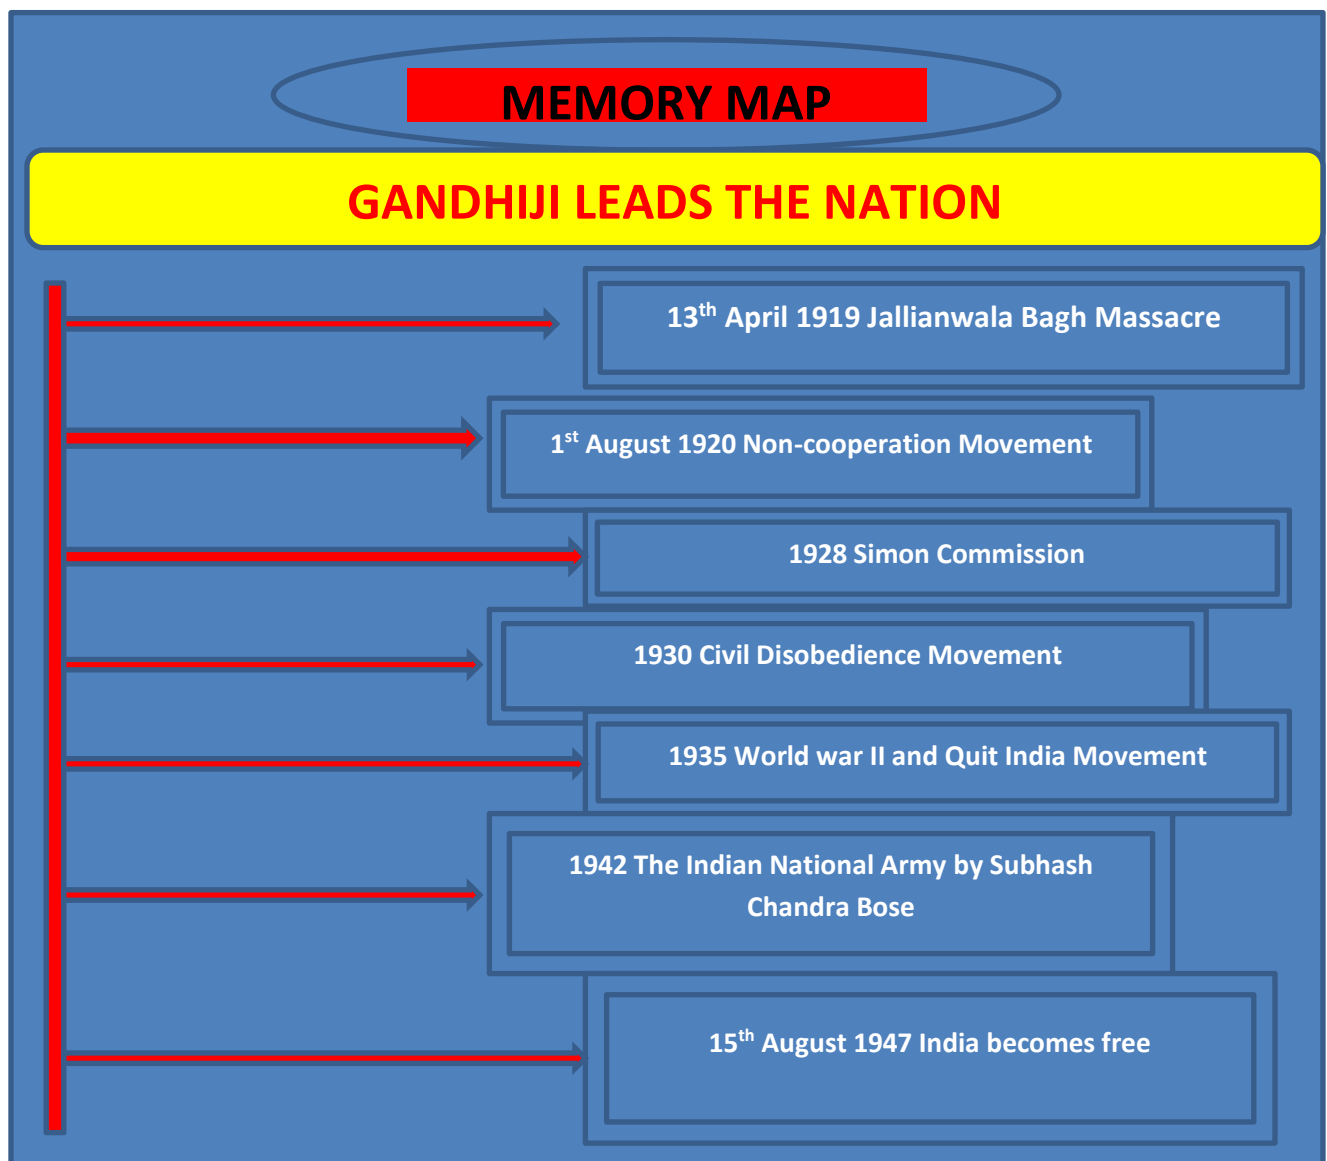 MEMORY MAP
GANDHIJI LEADS THE NATION
13th April 1919 Jallianwala Bagh Massacre
1st August 1920 Non-cooperation Movement
1928 Simon Commission
1930 Civil Disobedience Movement
1935 World war II and Quit India Movement
1942 The Indian National Army by Subhash
Chandra Bose
15th August 1947 India becomes free